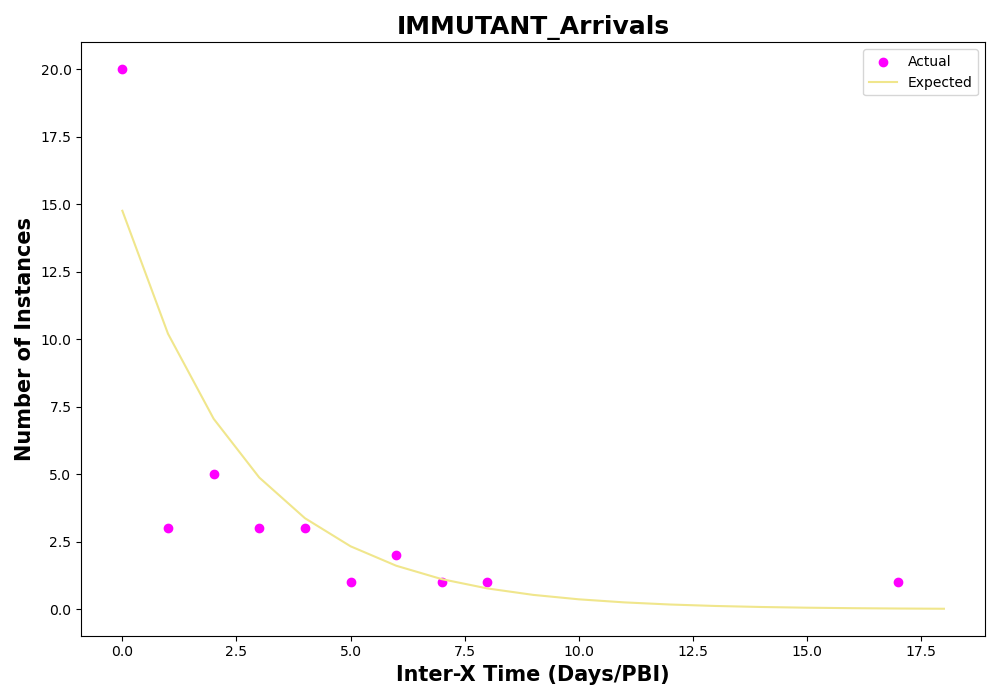 IMMUTANT_Arrivals
Actual
Expected
Number of Instances
20.0
17.5
15.0
12.5
10.0
7.5
5.0
2.5
0.0
0.0 2.5 5.0 7.5 10.0 12.5 15.0 17.5
Inter-X Time (Days/PBI)